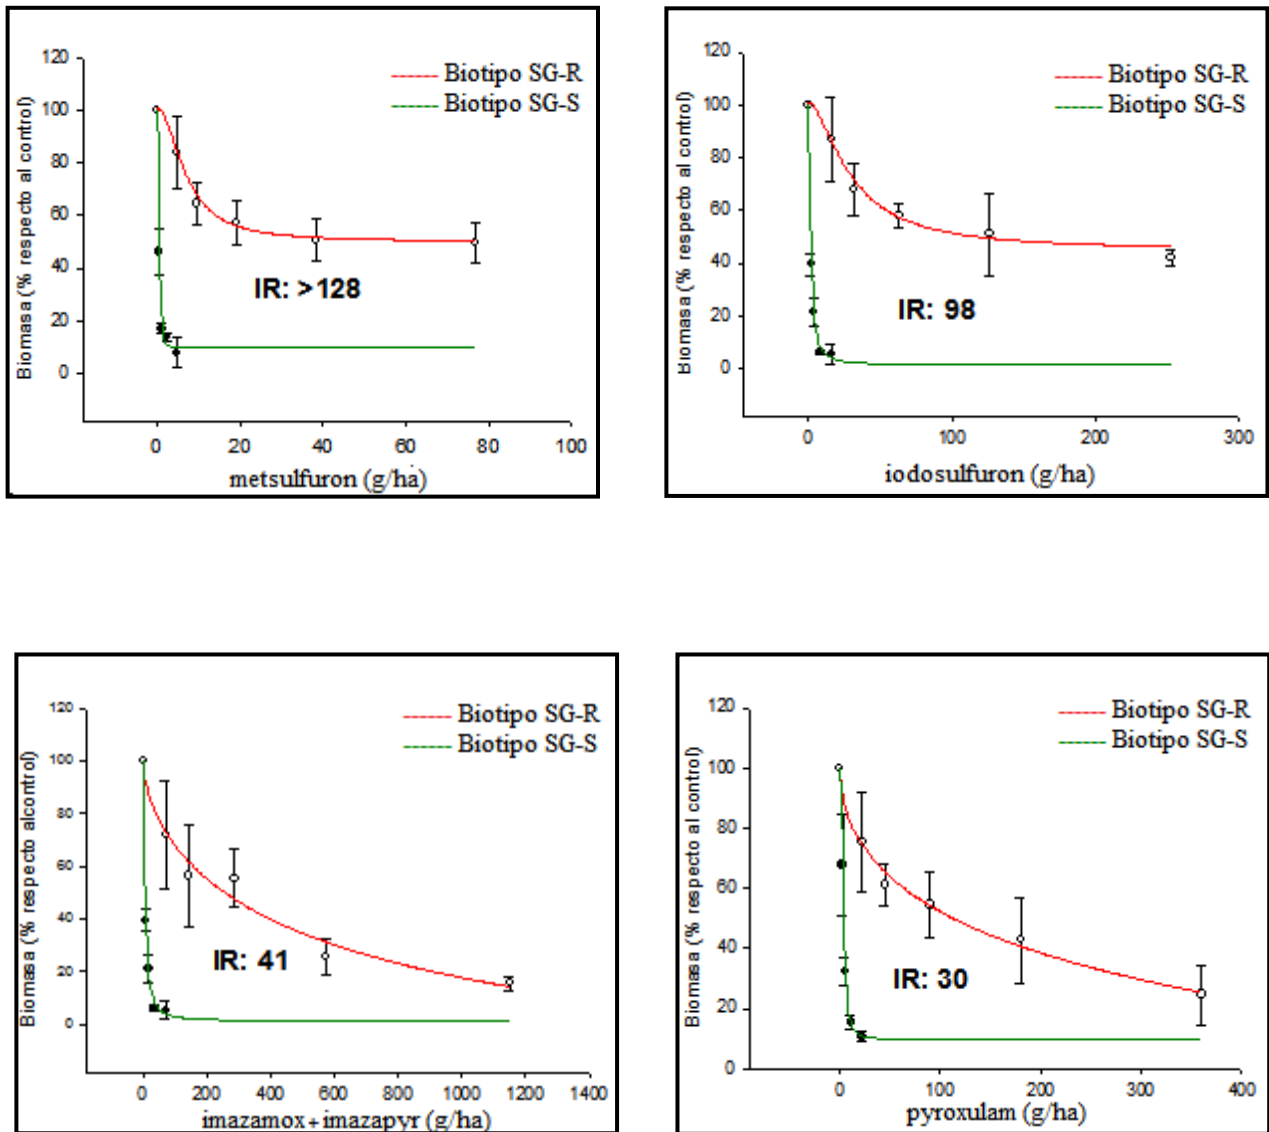 120
100
80
60
40
20
0
Biomasa (% respecto al control)
Biotipo SG-R
Biotipo SG-S
IR: >128
0 20 40 60 80 100
metsulfuron (g/ha)
120
100
80
60
40
20
0
Biomasa (% respecto al control)
Biotipo SG-R
Biotipo SG-S
IR: 98
0 100 200 300
iodosulfuron (g/ha)
120
100
80
60
40
20
0
Biomasa (% respecto alcontrol)
Biotipo SG-R
Biotipo SG-S
IR: 41
0 200 400 600 800 1000 1200 1400
imazamox+imazapyr (g/ha)
120
100
80
60
40
20
0
Biomasa (% respecto al control)
Biotipo SG-R
Biotipo SG-S
IR: 30
0 100 200 300 400
pyroxulam (g/ha)